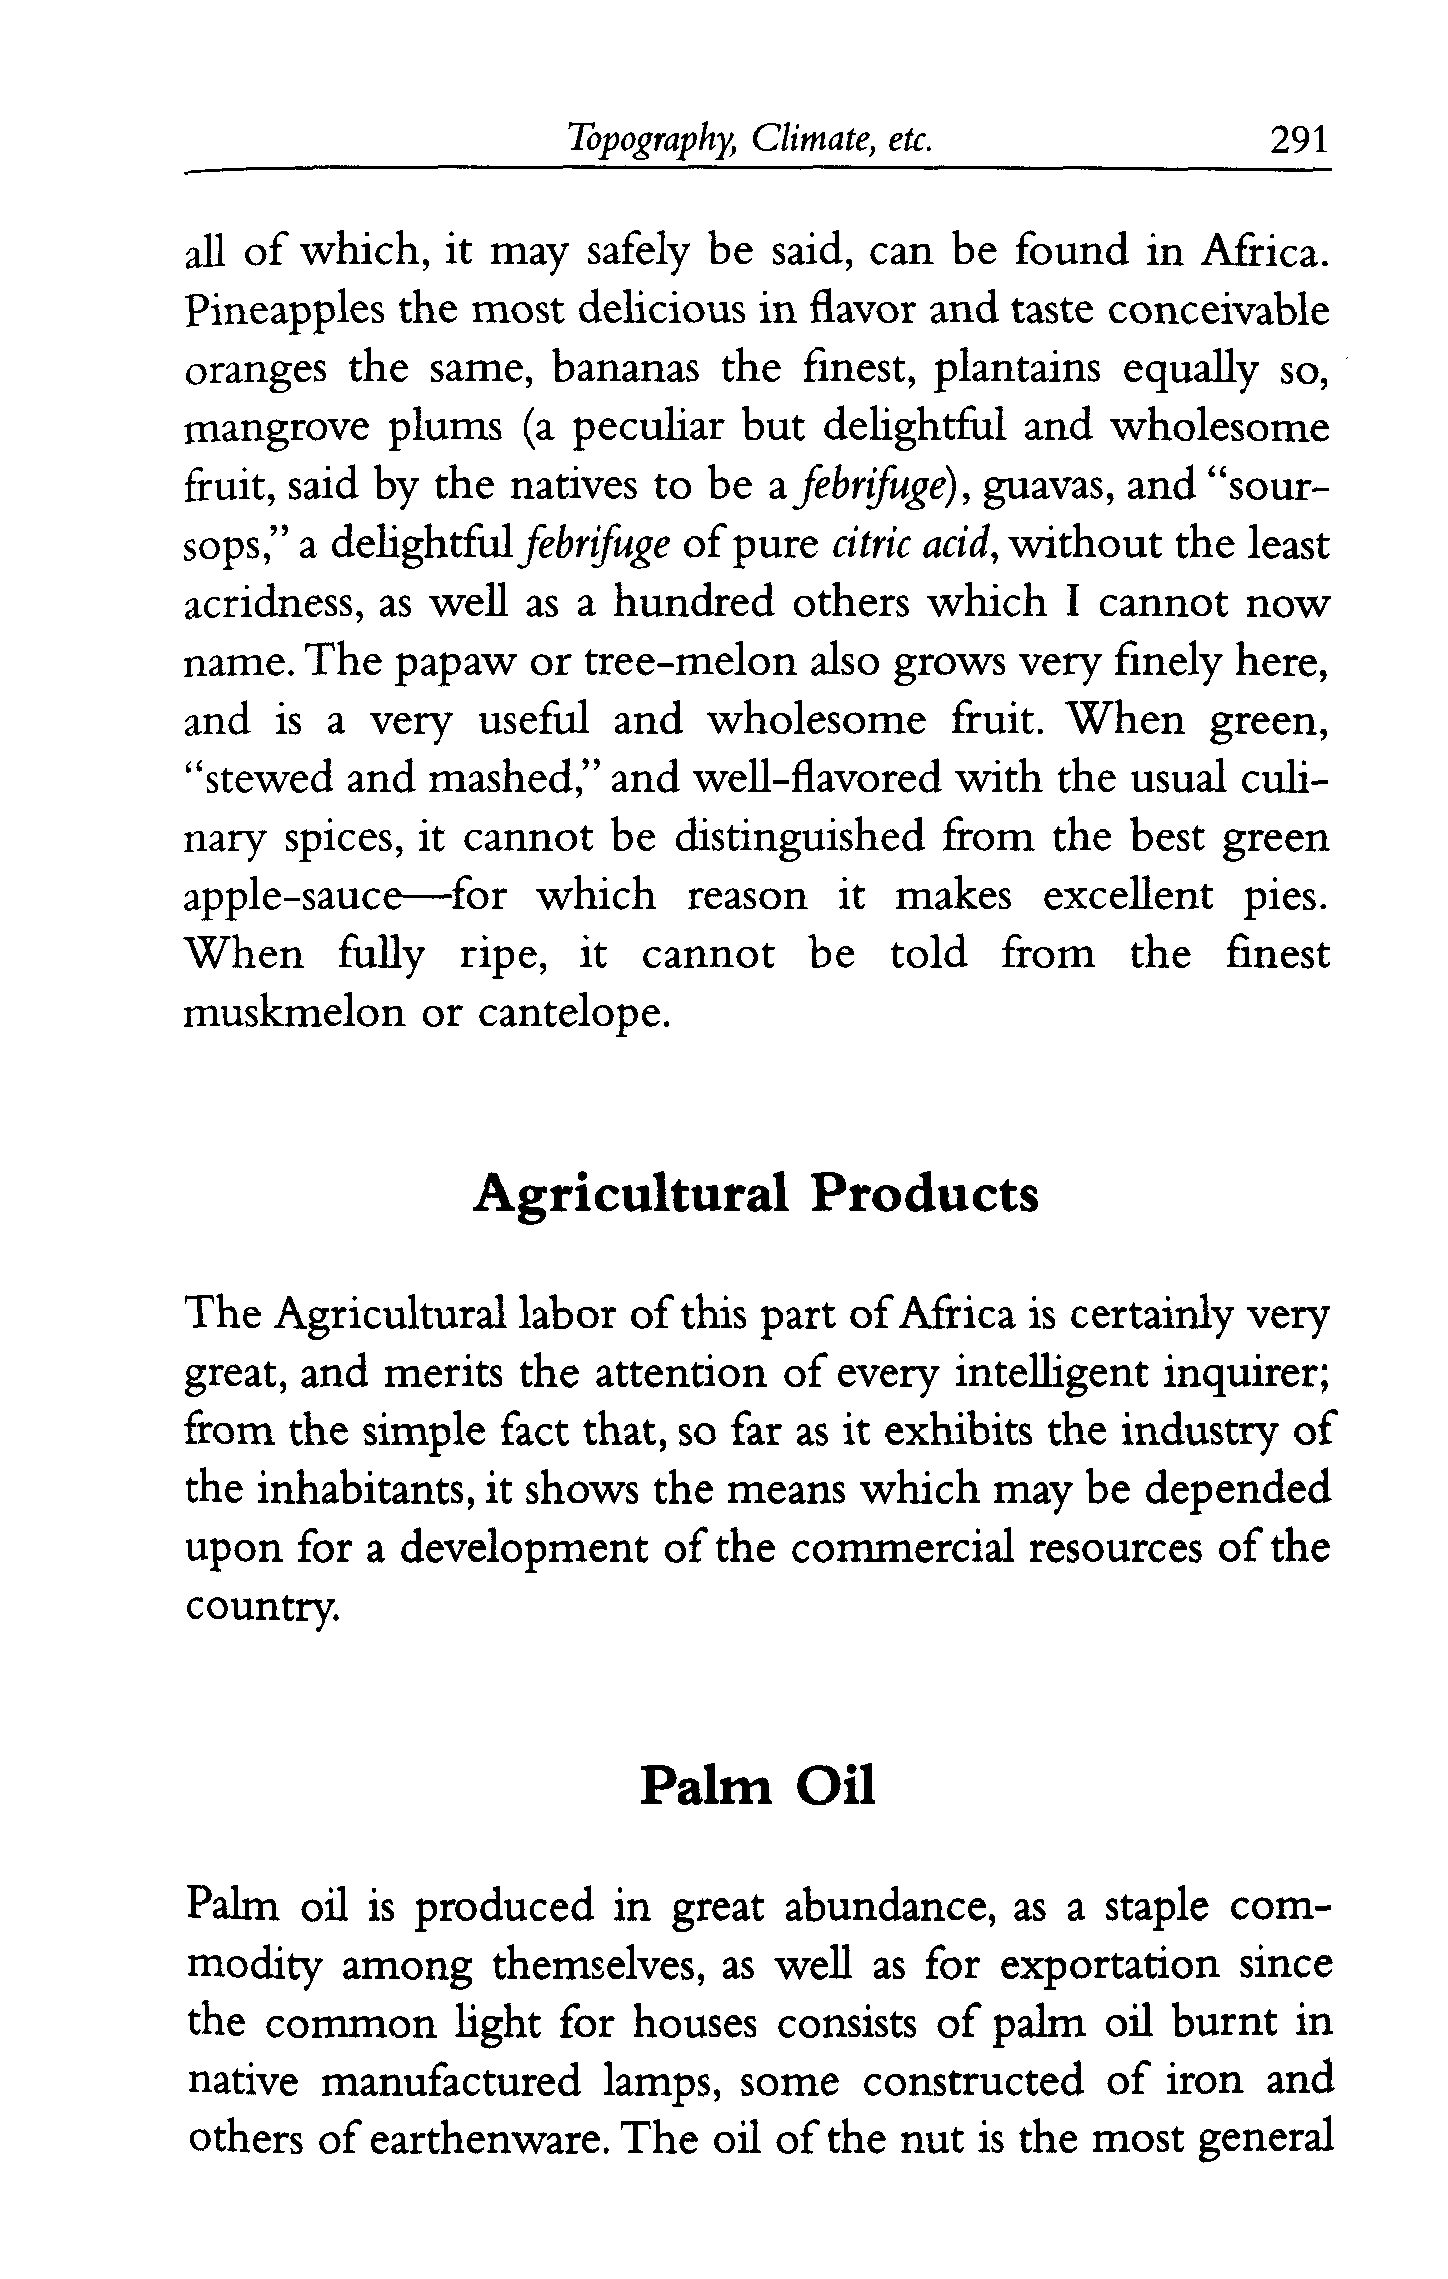 Topography, Climate, etc. 291
all of which, it may safely be said, can be found in Africa.
Pineapples the most delicious in flavor and taste conceivable
oranges the same, bananas the finest, plantains equally so,
mangrove plums (a peculiar but delightful and wholesome
fruit, said by the natives to be a febrifuge), guavas, and “sour-
sops,” a delightful febrifuge of pure citric acid, without the least
acridness, as well as a hundred others which I cannot now
name. The papaw or tree-melon also grows very finely here,
and is a very useful and wholesome fruit. When green,
“stewed and mashed,” and well-flavored with the usual culi-
nary spices, it cannot be distinguished from the best green
apple-sauce—for which reason it makes excellent pies.
When fully ripe, it cannot be told from the finest
muskmelon or cantelope.
Agricultural Products
The Agricultural labor of this part of Africa is certainly very
great, and merits the attention of every intelligent inquirer;
from the simple fact that, so far as it exhibits the industry of
the inhabitants, it shows the means which may be depended
upon for a development of the commercial resources of the
country.
Palm Oil
Palm oil is produced in great abundance, as a staple com-
modity among themselves, as well as for exportation since
the common light for houses consists of palm oil burnt in
native manufactured lamps, some constructed of iron and
others of earthenware. The oil of the nut is the most general